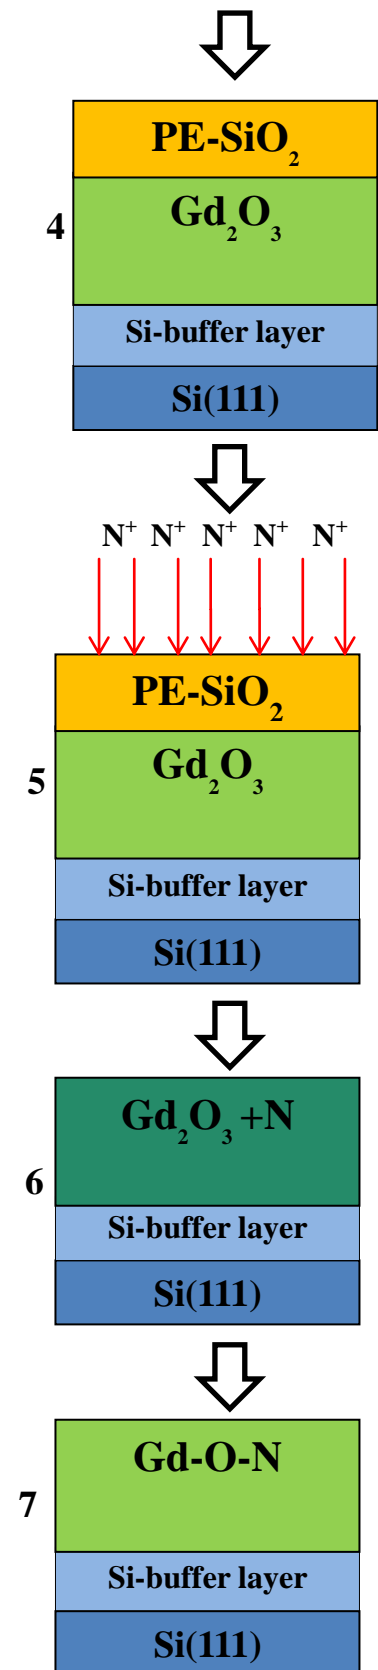 PE-SiO₂
4
Gd₂O₃
Si-buffer layer
Si(111)
N⁺ N⁺ N⁺ N⁺ N⁺
PE-SiO₂
5
Gd₂O₃
Si-buffer layer
Si(111)
Gd₂O₃ +N
6
Si-buffer layer
Si(111)
Gd-O-N
7
Si-buffer layer
Si(111)